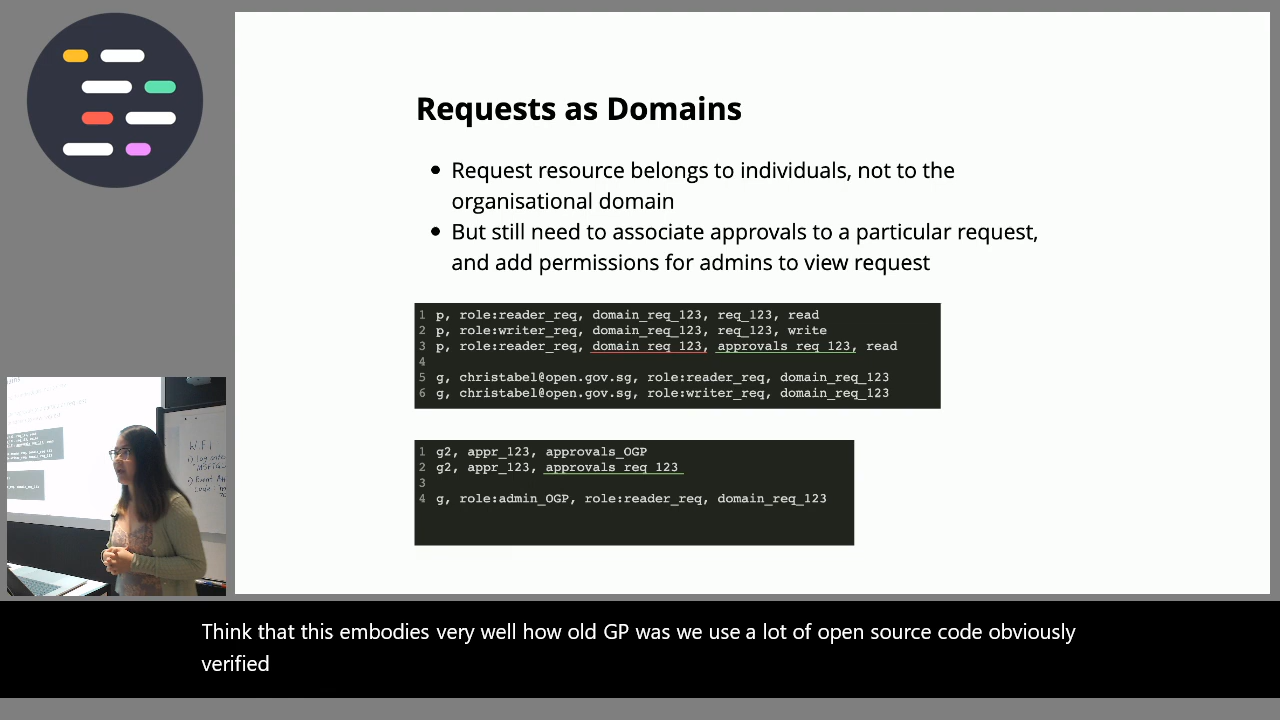 Requests as Domains
• Request resource belongs to individuals, not to the
organisational domain
• But still need to associate approvals to a particular request,
and add permissions for admins to view request
1 p, role:reader_req, domain_req_123, req_123, read
2 p, role:writer_req, domain_req_123, req_123, write
3 p, role:reader_req, domain_req_123, approvals_req_123, read
4
5 g, christabel@open.gov.sg, role:reader_req, domain_req_123
6 g, christabel@open.gov.sg, role:writer_req, domain_req_123
1 g2, appr_123, approvals_OGP
2 g2, appr_123, approvals_req_123
3
4 g, role:admin_OGP, role:reader_req, domain_req_123
WiFi
Think that this embodies very well how old GP was we use a lot of open source code obviously
verified